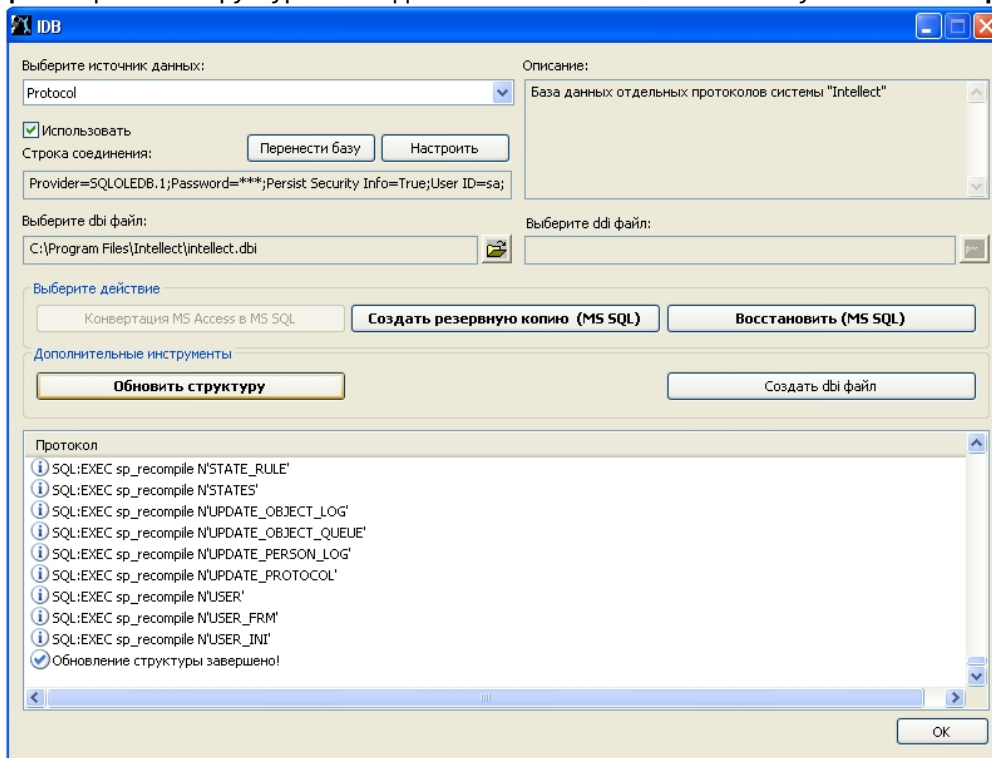 IDB
Выберите источник данных:
Описание:
Protocol
База данных отдельных протоколов системы "Intellect"
Использовать
Строка соединения:
Перенести базу
Настроить
Provider=SQLOLEDB.1;Password=***;Persist Security Info=True;User ID=sa;
Выберите dbi файл:
Выберите ddi файл:
C:\Program Files\Intellect\intellect.dbi
Выберите действие
Конвертация MS Access в MS SQL
Создать резервную копию (MS SQL)
Восстановить (MS SQL)
Дополнительные инструменты
Обновить структуру
Создать dbi файл
Протокол
SQL:EXEC sp_recompile N'STATE_RULE'
SQL:EXEC sp_recompile N'STATES'
SQL:EXEC sp_recompile N'UPDATE_OBJECT_LOG'
SQL:EXEC sp_recompile N'UPDATE_OBJECT_QUEUE'
SQL:EXEC sp_recompile N'UPDATE_PERSON_LOG'
SQL:EXEC sp_recompile N'UPDATE_PROTOCOL'
SQL:EXEC sp_recompile N'USER'
SQL:EXEC sp_recompile N'USER_FRM'
SQL:EXEC sp_recompile N'USER_INI'
Обновление структуры завершено!
OK